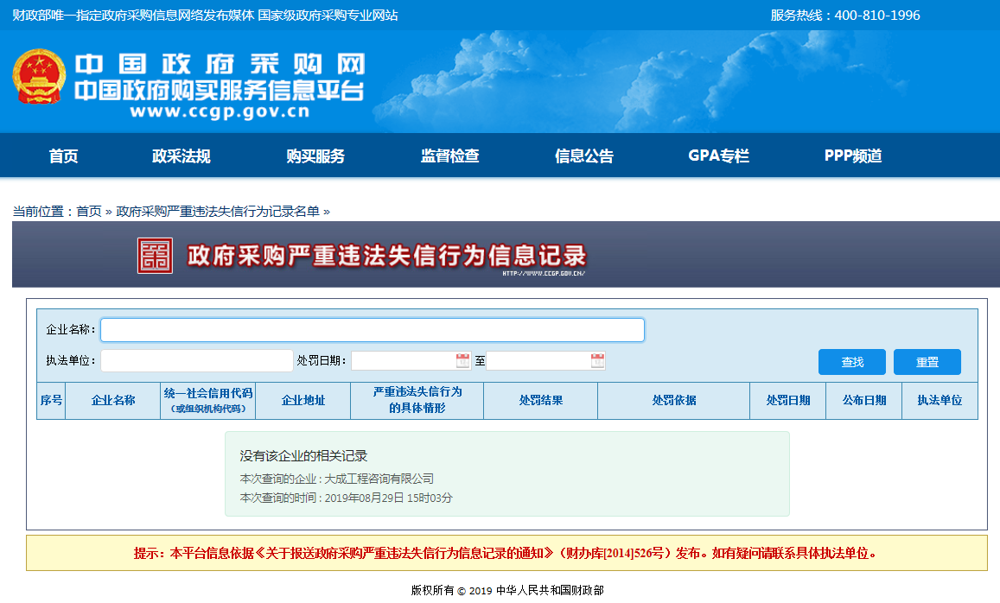 财政部唯一指定政府采购信息网络发布媒体 国家级政府采购专业网站
服务热线：400-810-1996
中国政府采购网
中国政府购买服务信息平台
www.ccgp.gov.cn
首页 政采法规 购买服务 监督检查 信息公告 GPA专栏 PPP频道
当前位置：首页 » 政府采购严重违法失信行为记录名单 »
政府采购严重违法失信行为信息记录
HTTP://WWW.CCGP.GOV.CN/
企业名称：
执法单位： 处罚日期： 至 查找 重置
序号 企业名称 统一社会信用代码 企业地址 严重违法失信行为 处罚结果 处罚依据 处罚日期 公布日期 执法单位
（或组织机构代码） 的具体情形
没有该企业的相关记录
本次查询的企业 : 大成工程咨询有限公司
本次查询的时间 : 2019年08月29日 15时03分
提示：本平台信息依据《关于报送政府采购严重违法失信行为信息记录的通知》（财办库[2014]526号）发布。如有疑问请联系具体执法单位。
版权所有 © 2019 中华人民共和国财政部